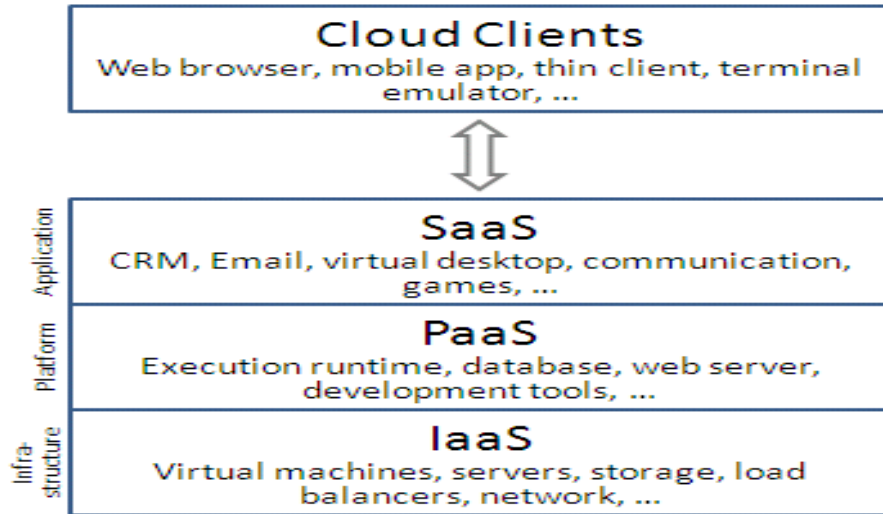 Cloud Clients
Web browser, mobile app, thin client, terminal
emulator, ...
Application
SaaS
CRM, Email, virtual desktop, communication,
games, ...
Platform
PaaS
Execution runtime, database, web server,
development tools, ...
Infra-
structure
IaaS
Virtual machines, servers, storage, load
balancers, network, ...